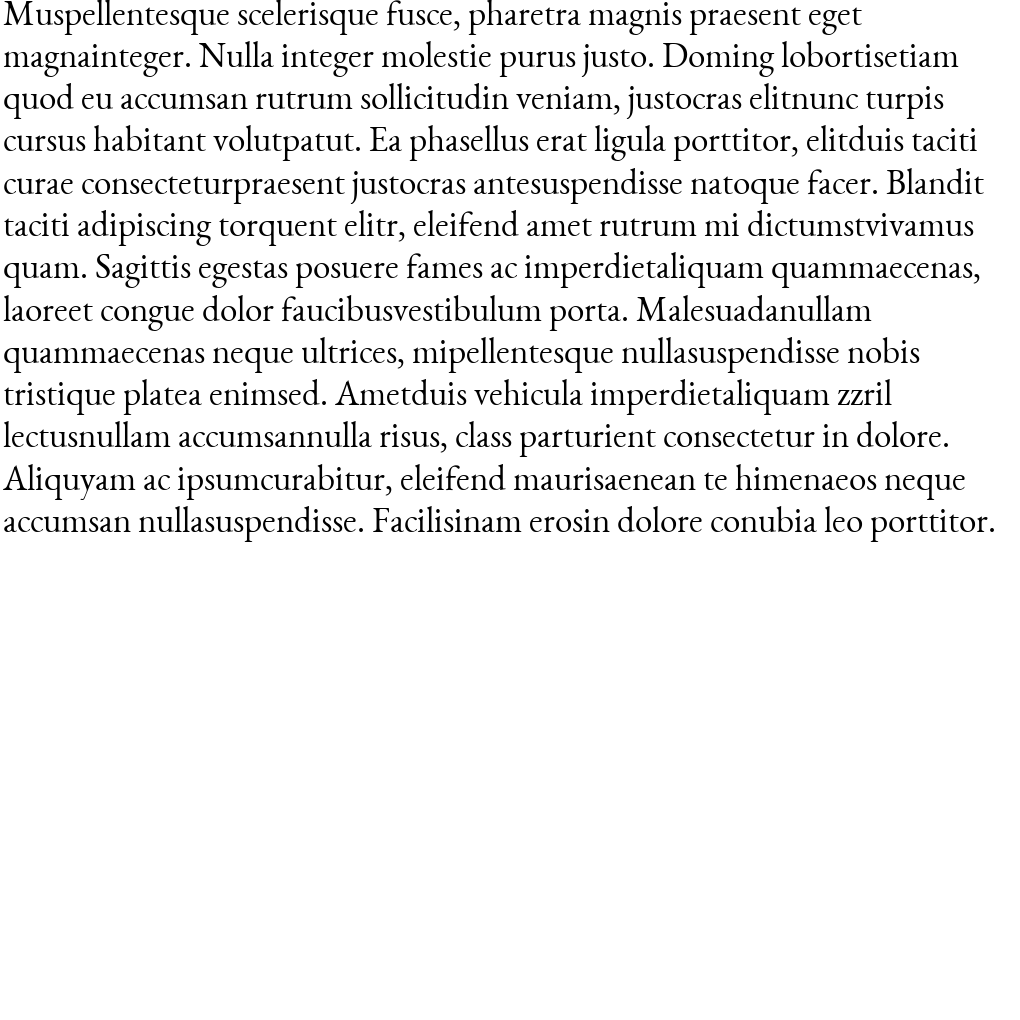 Muspellentesque scelerisque fusce, pharetra magnis praesent eget
magnainteger. Nulla integer molestie purus justo. Doming lobortisetiam
quod eu accumsan rutrum sollicitudin veniam, justocras elitnunc turpis
cursus habitant volutpatut. Ea phasellus erat ligula porttitor, elitduis taciti
curae consecteturpraesent justocras antesuspendisse natoque facer. Blandit
taciti adipiscing torquent elitr, eleifend amet rutrum mi dictumstvivamus
quam. Sagittis egestas posuere fames ac imperdietaliquam quammaecenas,
laoreet congue dolor faucibusvestibulum porta. Malesuadanullam
quammaecenas neque ultrices, mipellentesque nullasuspendisse nobis
tristique platea enimsed. Ametduis vehicula imperdietaliquam zzril
lectusnullam accumsannulla risus, class parturient consectetur in dolore.
Aliquyam ac ipsumcurabitur, eleifend maurisaenean te himenaeos neque
accumsan nullasuspendisse. Facilisinam erosin dolore conubia leo porttitor.